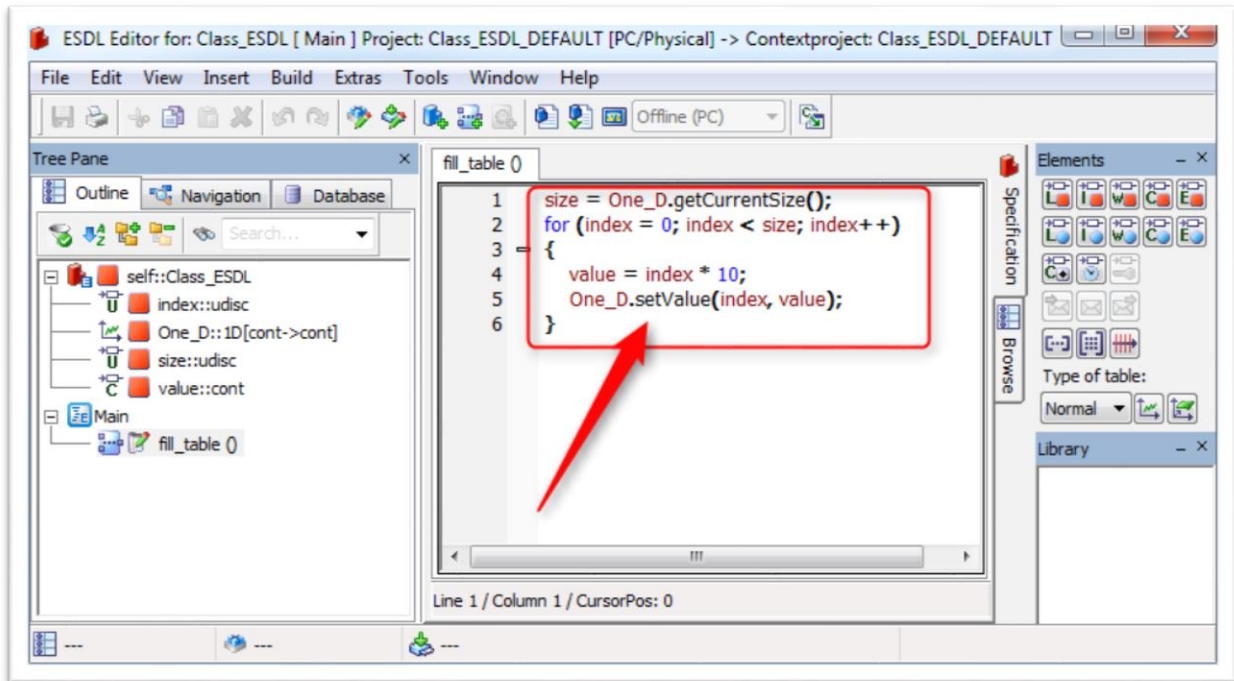 ESDL Editor for: Class_ESDL [ Main ] Project: Class_ESDL_DEFAULT [PC/Physical] -> Contextproject: Class_ESDL_DEFAULT
File Edit View Insert Build Extras Tools Window Help
Offline (PC)
Tree Pane
Outline Navigation Database
Search...
self::Class_ESDL
index::udisc
One_D::1D[cont->cont]
size::udisc
value::cont
Main
fill_table ()
fill_table ()
1 size = One_D.getCurrentSize();
2 for (index = 0; index < size; index++)
3 {
4 value = index * 10;
5 One_D.setValue(index, value);
6 }
Line 1 / Column 1 / CursorPos: 0
Specification
Browse
Elements
L I W C E
L I W C E
C
Type of table:
Normal
Library
---
---
---